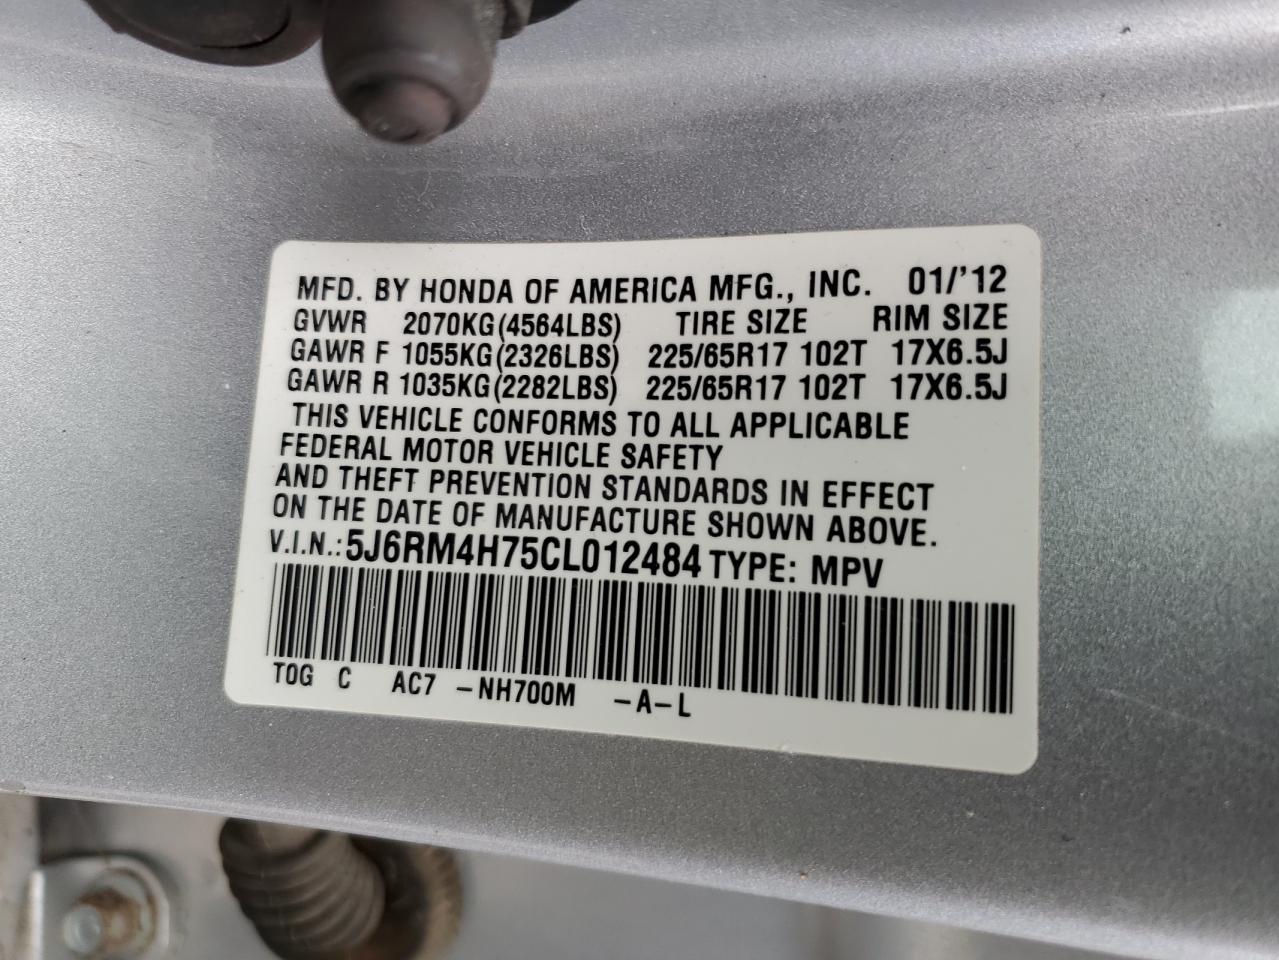 MFD. BY HONDA OF AMERICA MFG., INC. 01/'12
GVWR 2070KG(4564LBS) TIRE SIZE RIM SIZE
GAWR F 1055KG(2326LBS) 225/65R17 102T 17X6.5J
GAWR R 1035KG(2282LBS) 225/65R17 102T 17X6.5J
THIS VEHICLE CONFORMS TO ALL APPLICABLE
FEDERAL MOTOR VEHICLE SAFETY
AND THEFT PREVENTION STANDARDS IN EFFECT
ON THE DATE OF MANUFACTURE SHOWN ABOVE.
V.I.N.: 5J6RM4H75CL012484 TYPE: MPV
TOG C AC7 -NH700M -A-L